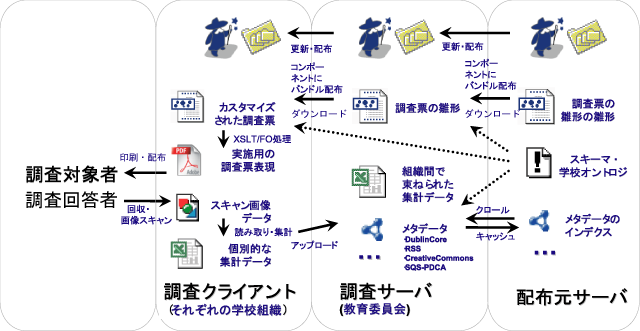 更新・配布
更新・配布
コンポー
ネントに
バンドル配布
コンポー
ネントに
バンドル配布
カスタマイズ
された調査票
ダウンロード
調査票の雛形
ダウンロード
調査票の
雛形の雛形
XSLT/FO処理
印刷・配布
PDF
Adobe
実施用の
調査票表現
スキーマ・
学校オントロジ
調査対象者
調査回答者
回収・
画像スキャン
スキャン画像
データ
読み取り・集計
個別的な
集計データ
アップロード
組織間で
束ねられた
集計データ
メタデータ
・DublinCore
・RSS
・CreativeCommons
・SQS-PDCA
・・・
クロール
キャッシュ
メタデータの
インデクス
・・・
調査クライアント
(それぞれの学校組織)
調査サーバ
(教育委員会)
配布元サーバ